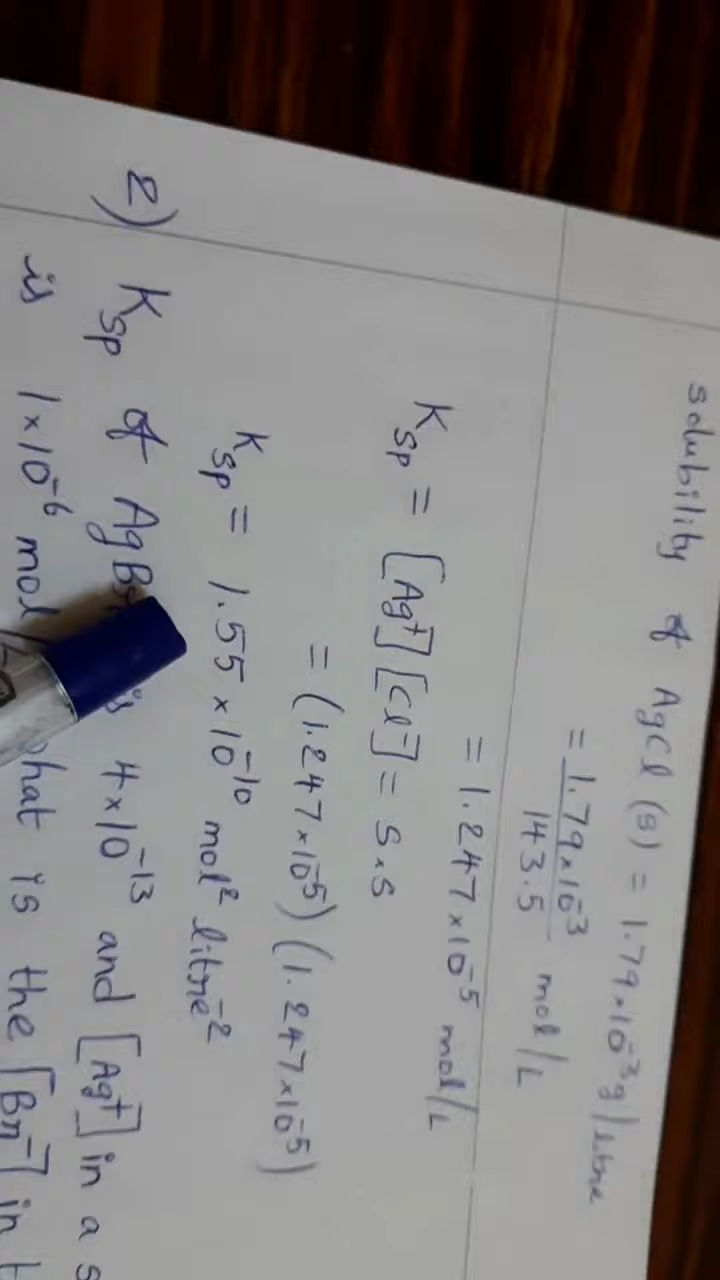 solubility of AgCl (s) = 1.79×10⁻³g/litre
= 1.79×10⁻³
143.5 mol/L
= 1.247×10⁻⁵ mol/L
Ksp = [Ag⁺][Cl⁻] = s×s
= (1.247×10⁻⁵)(1.247×10⁻⁵)
Ksp = 1.55×10⁻¹⁰ mol² litre⁻²
2) Ksp of AgBr is 4×10⁻¹³ and [Ag⁺] in a s
is 1×10⁻⁶ mol hat is the [Br⁻] in t